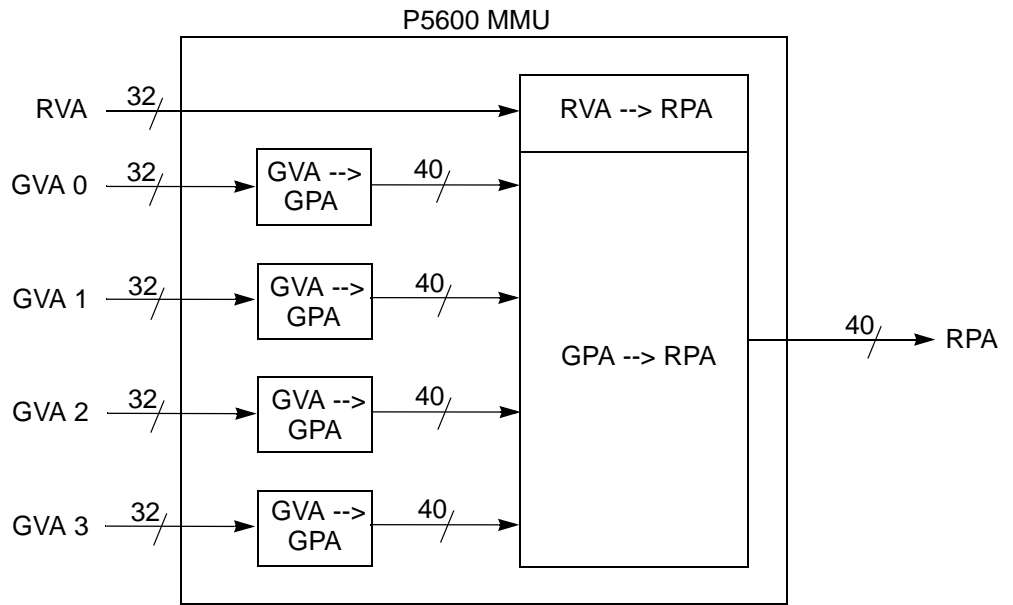 P5600 MMU
RVA 32 RVA --> RPA
GVA 0 32 GVA --> 40
GPA
GVA 1 32 GVA --> 40
GPA
GPA --> RPA 40 RPA
GVA 2 32 GVA --> 40
GPA
GVA 3 32 GVA --> 40
GPA